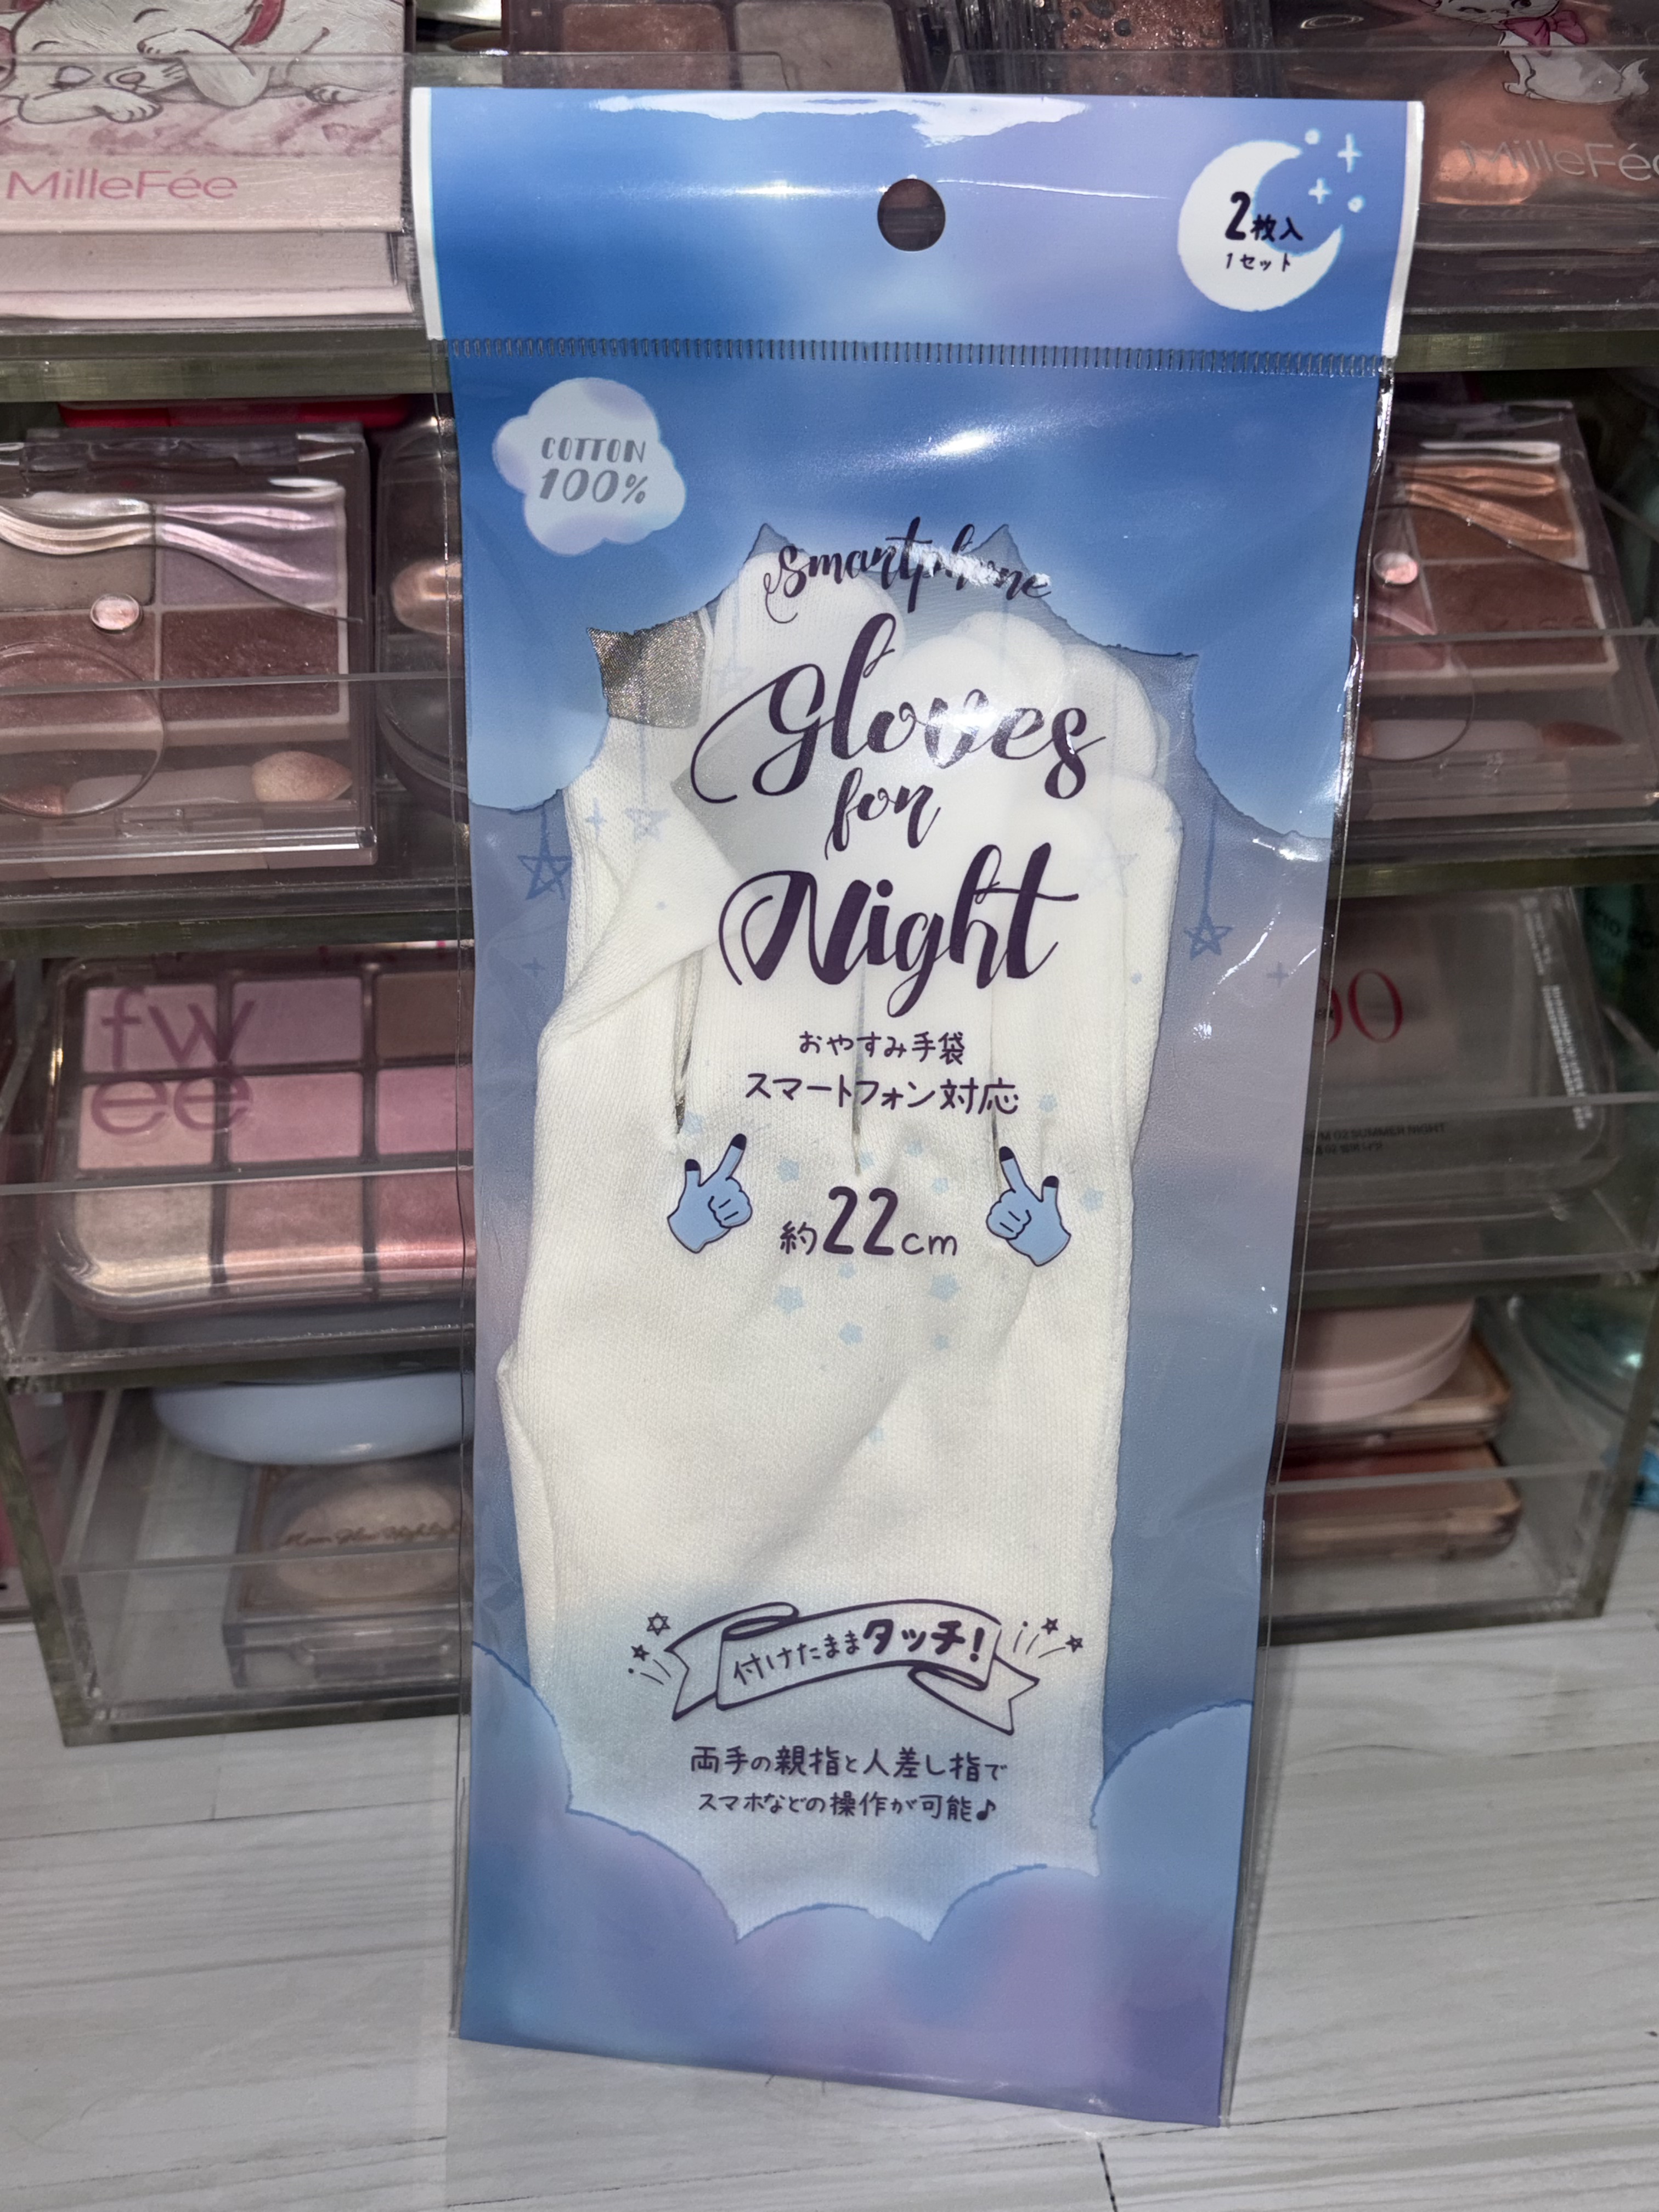 MilleFée
MilleFée
2枚入
1セット
COTTON
100%
smartphone
Gloves
for
Night
おやすみ手袋
スマートフォン対応
約22cm
付けたままタッチ!
両手の親指と人差し指で
スマホなどの操作が可能♪
fw
ee